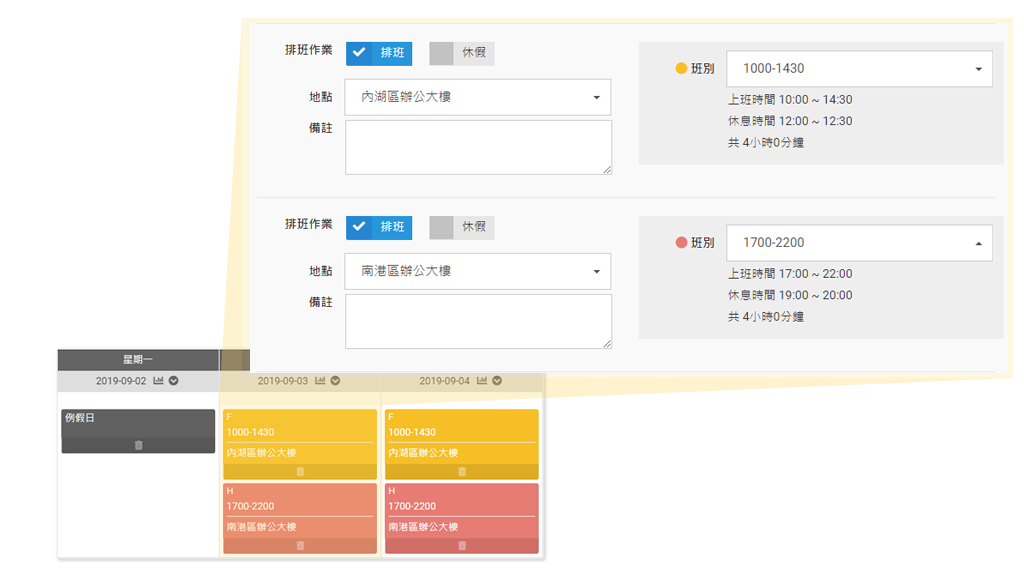 排班作業 排班 休假
班別 1000-1430
地點 內湖區辦公大樓
上班時間 10:00 ~ 14:30
休息時間 12:00 ~ 12:30
備註
共 4小時0分鐘
排班作業 排班 休假
班別 1700-2200
地點 南港區辦公大樓
上班時間 17:00 ~ 22:00
休息時間 19:00 ~ 20:00
備註
共 4小時0分鐘
星期一
2019-09-02 2019-09-03 2019-09-04
例假日
F
1000-1430
內湖區辦公大樓
H
1700-2200
南港區辦公大樓
F
1000-1430
內湖區辦公大樓
H
1700-2200
南港區辦公大樓